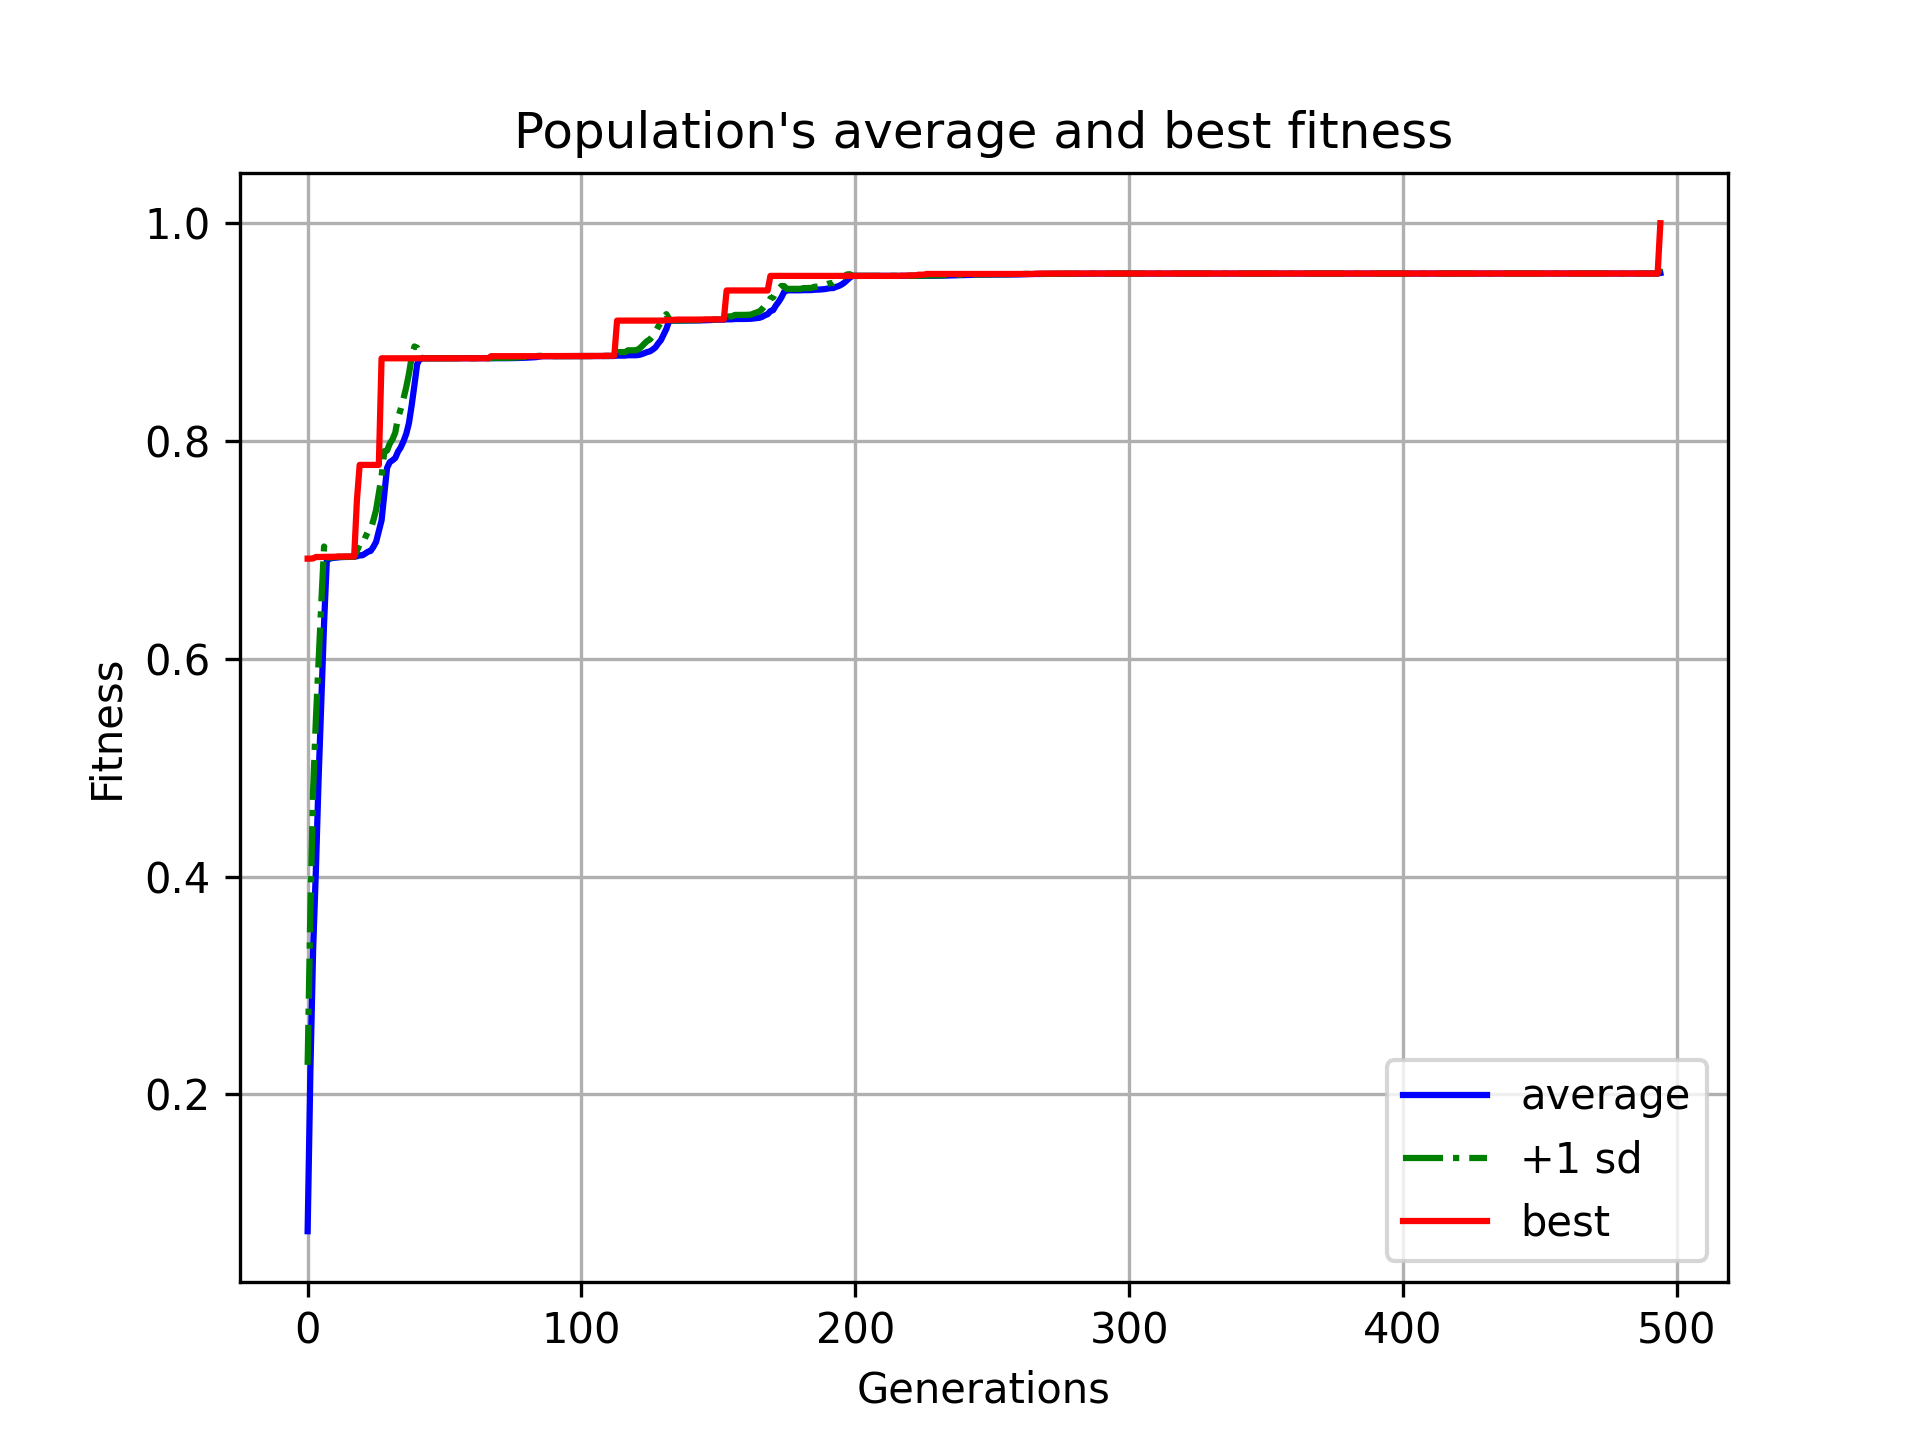 Population's average and best fitness
1.0
0.8
0.6
0.4
0.2
Fitness
0 100 200 300 400 500
Generations
average
+1 sd
best